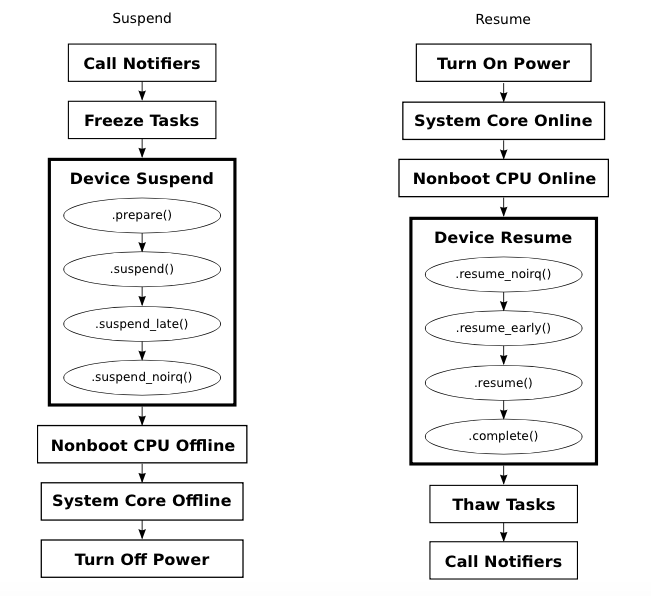 Suspend
Call Notifiers
Freeze Tasks
Device Suspend
.prepare()
.suspend()
.suspend_late()
.suspend_noirq()
Nonboot CPU Offline
System Core Offline
Turn Off Power
Resume
Turn On Power
System Core Online
Nonboot CPU Online
Device Resume
.resume_noirq()
.resume_early()
.resume()
.complete()
Thaw Tasks
Call Notifiers